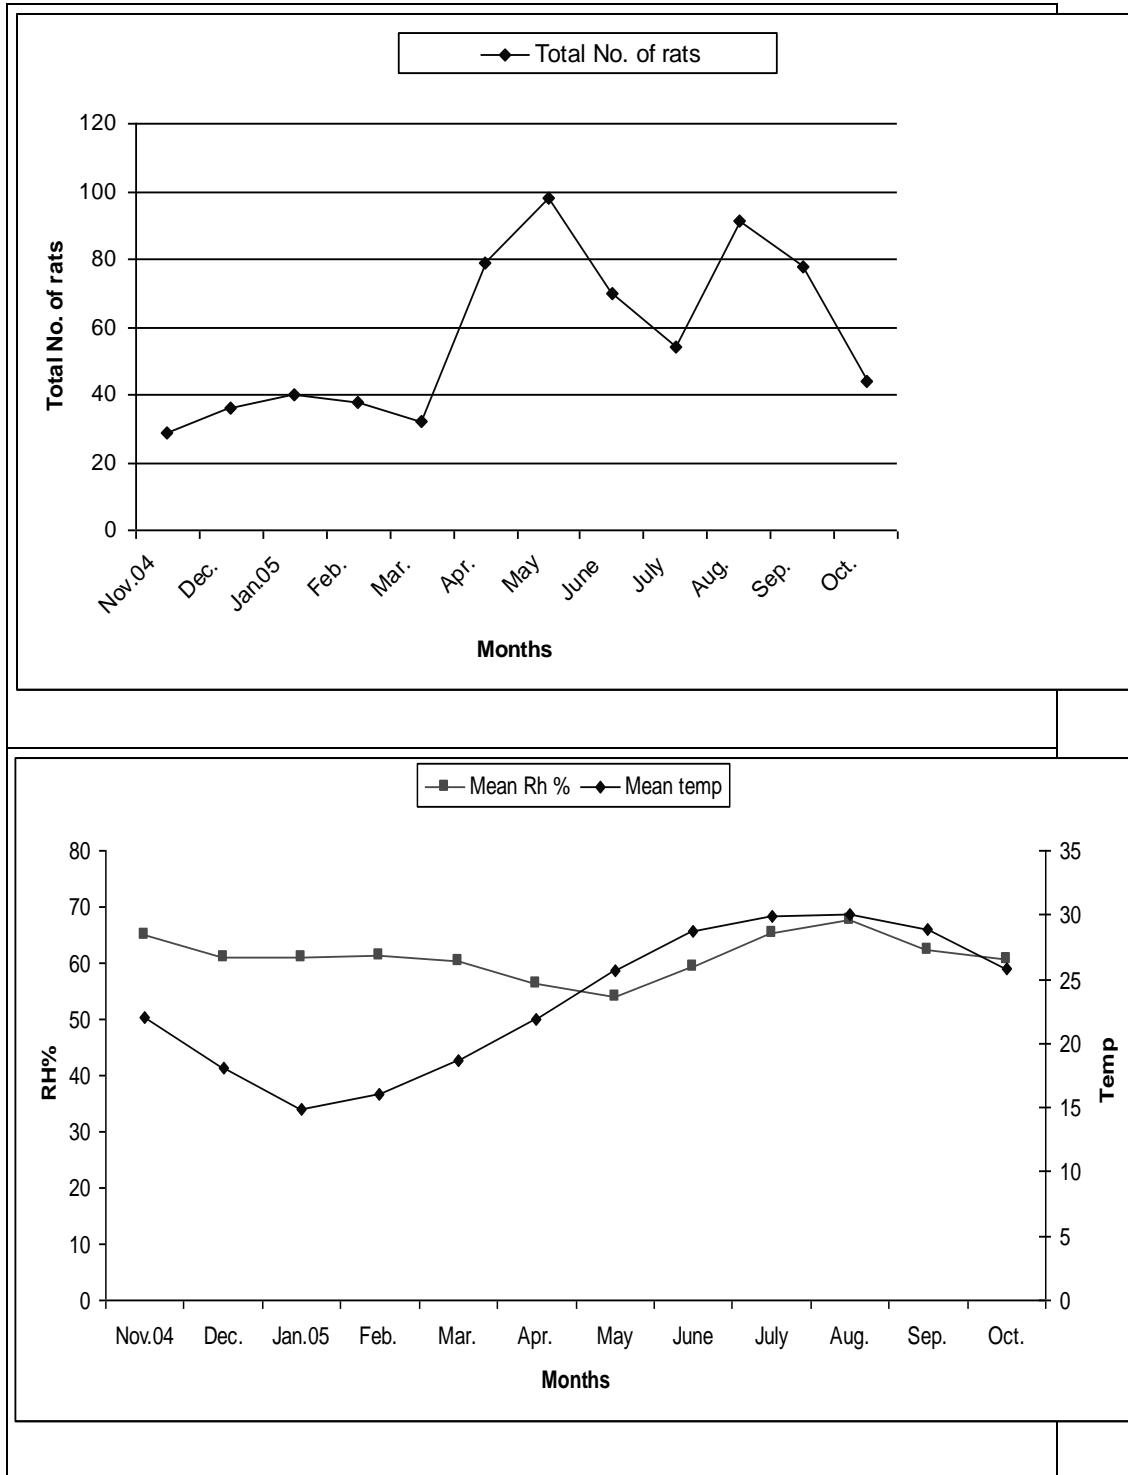 Total No. of rats
120
100
80
60
40
20
0
Total No. of rats
Nov.04 Dec. Jan.05 Feb. Mar. Apr. May June July Aug. Sep. Oct.
Months
Mean Rh % Mean temp
80 35
70 30
60 25
50 20
40 15
30 10
20 5
10 0
0
RH%
Temp
Nov.04 Dec. Jan.05 Feb. Mar. Apr. May June July Aug. Sep. Oct.
Months